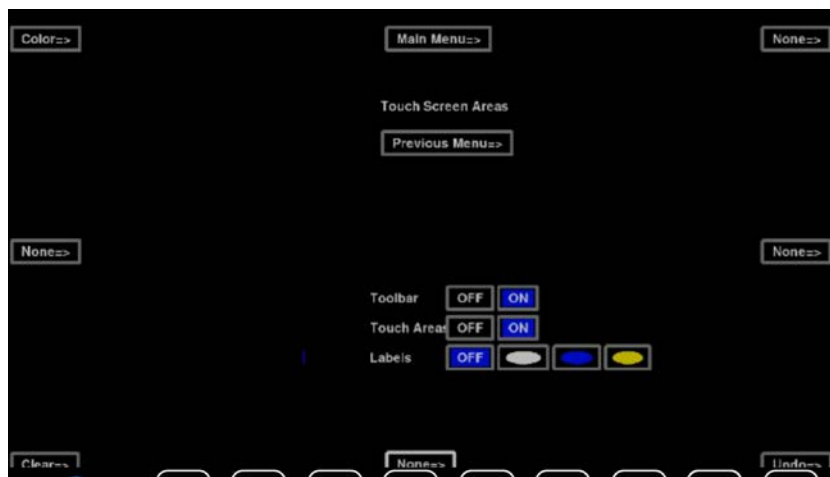 Color=> Main Menu=> None=>
Touch Screen Areas
Previous Menu=>
None=> None=>
Toolbar OFF ON
Touch Areas OFF ON
Labels OFF
Clear=> None=> Undo=>